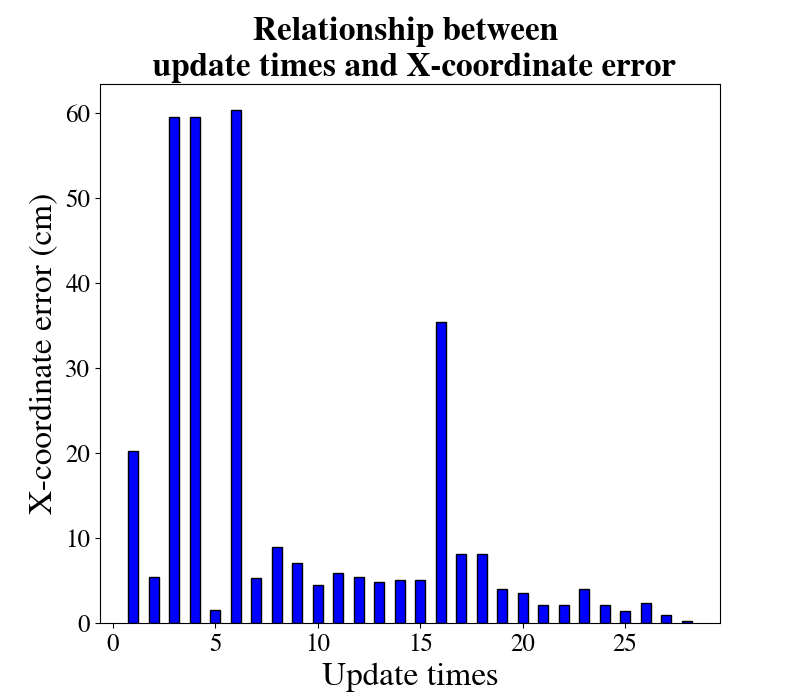 Relationship between
update times and X-coordinate error
X-coordinate error (cm)
60
50
40
30
20
10
0
0 5 10 15 20 25
Update times